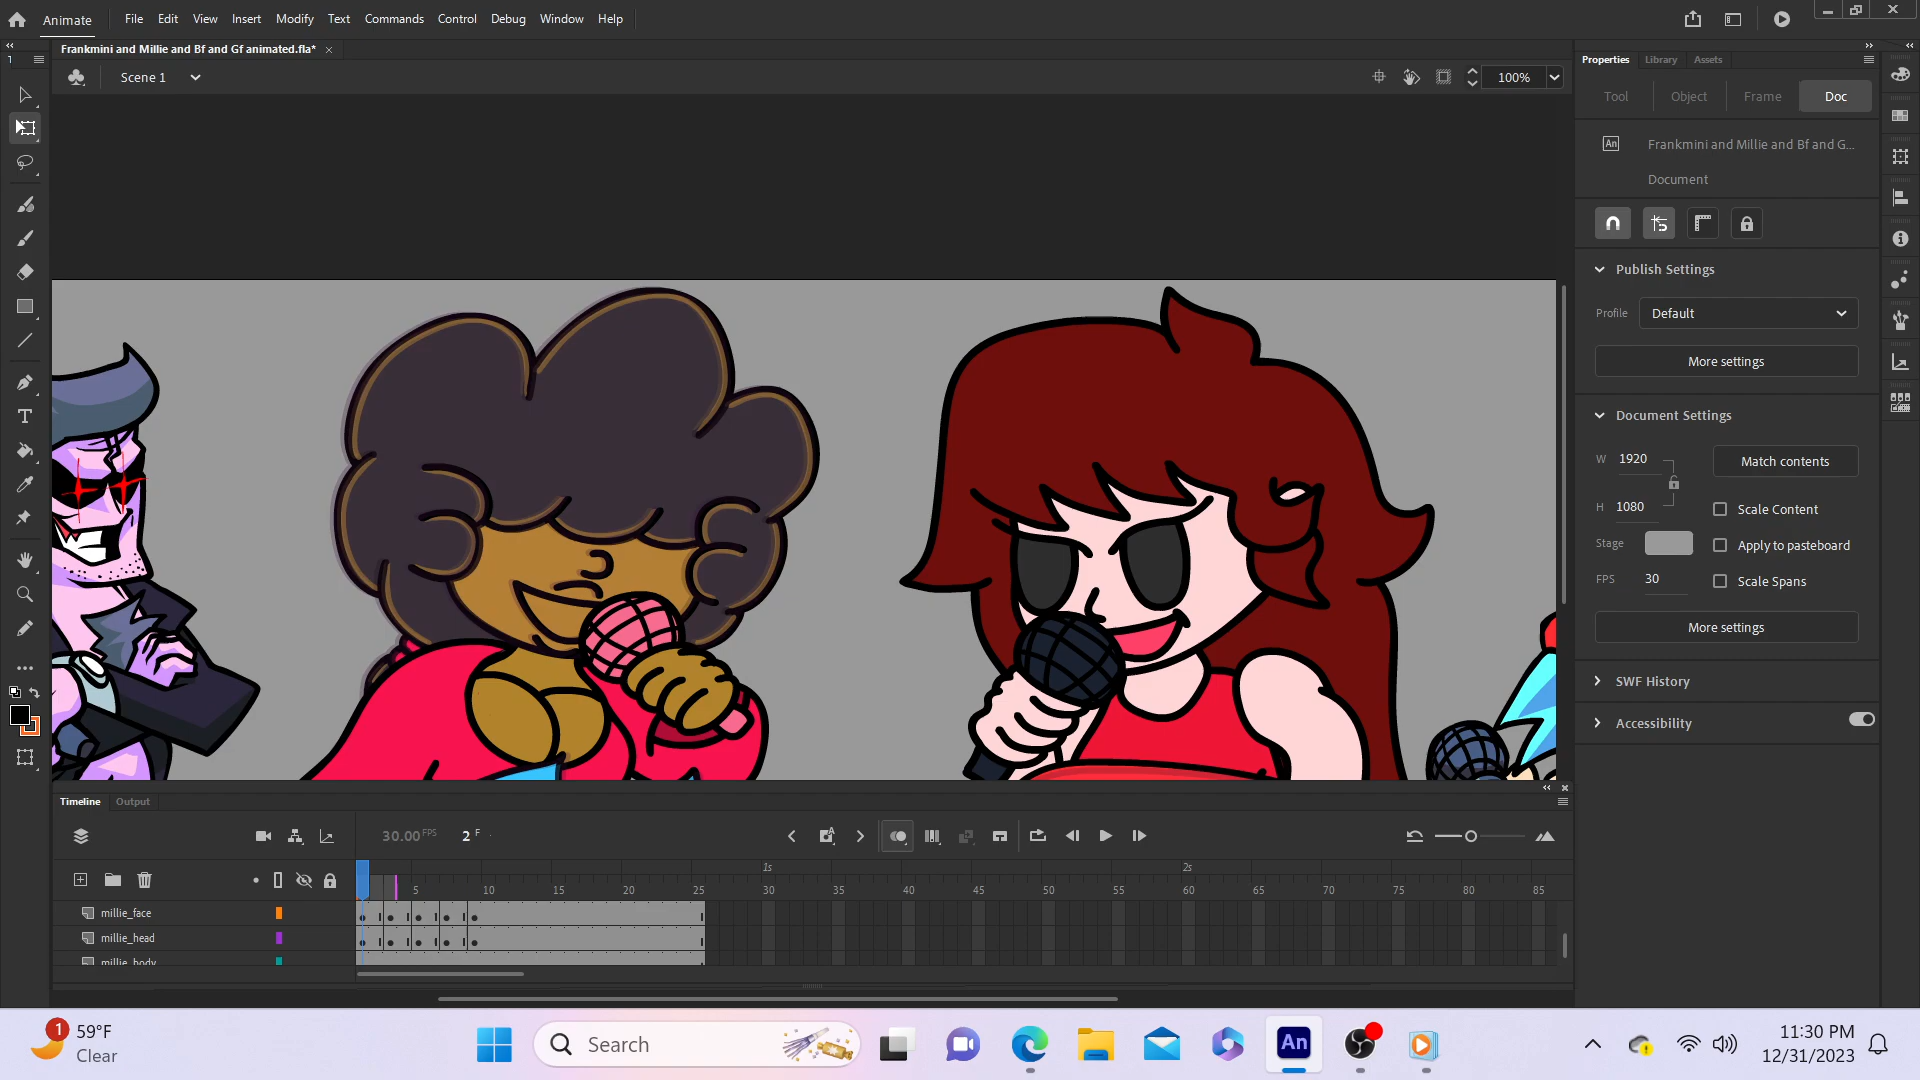 Animate File Edit View Insert Modify Text Commands Control Debug Window Help
Frankmini and Millie and Bf and Gf animated.fla*
Scene 1
100%
Properties Library Assets
Tool Object Frame Doc
An Frankmini and Millie and Bf and G...
Document
Publish Settings
Profile Default
More settings
Document Settings
W 1920
Match contents
H 1080
Scale Content
Stage
Apply to pasteboard
FPS 30
Scale Spans
More settings
SWF History
Accessibility
Timeline Output
30.00 FPS 2 F
1s 2s
5 10 15 20 25 30 35 40 45 50 55 60 65 70 75 80 85
millie_face
millie_head
millie_body
1
59°F
Clear
Search
An
11:30 PM
12/31/2023